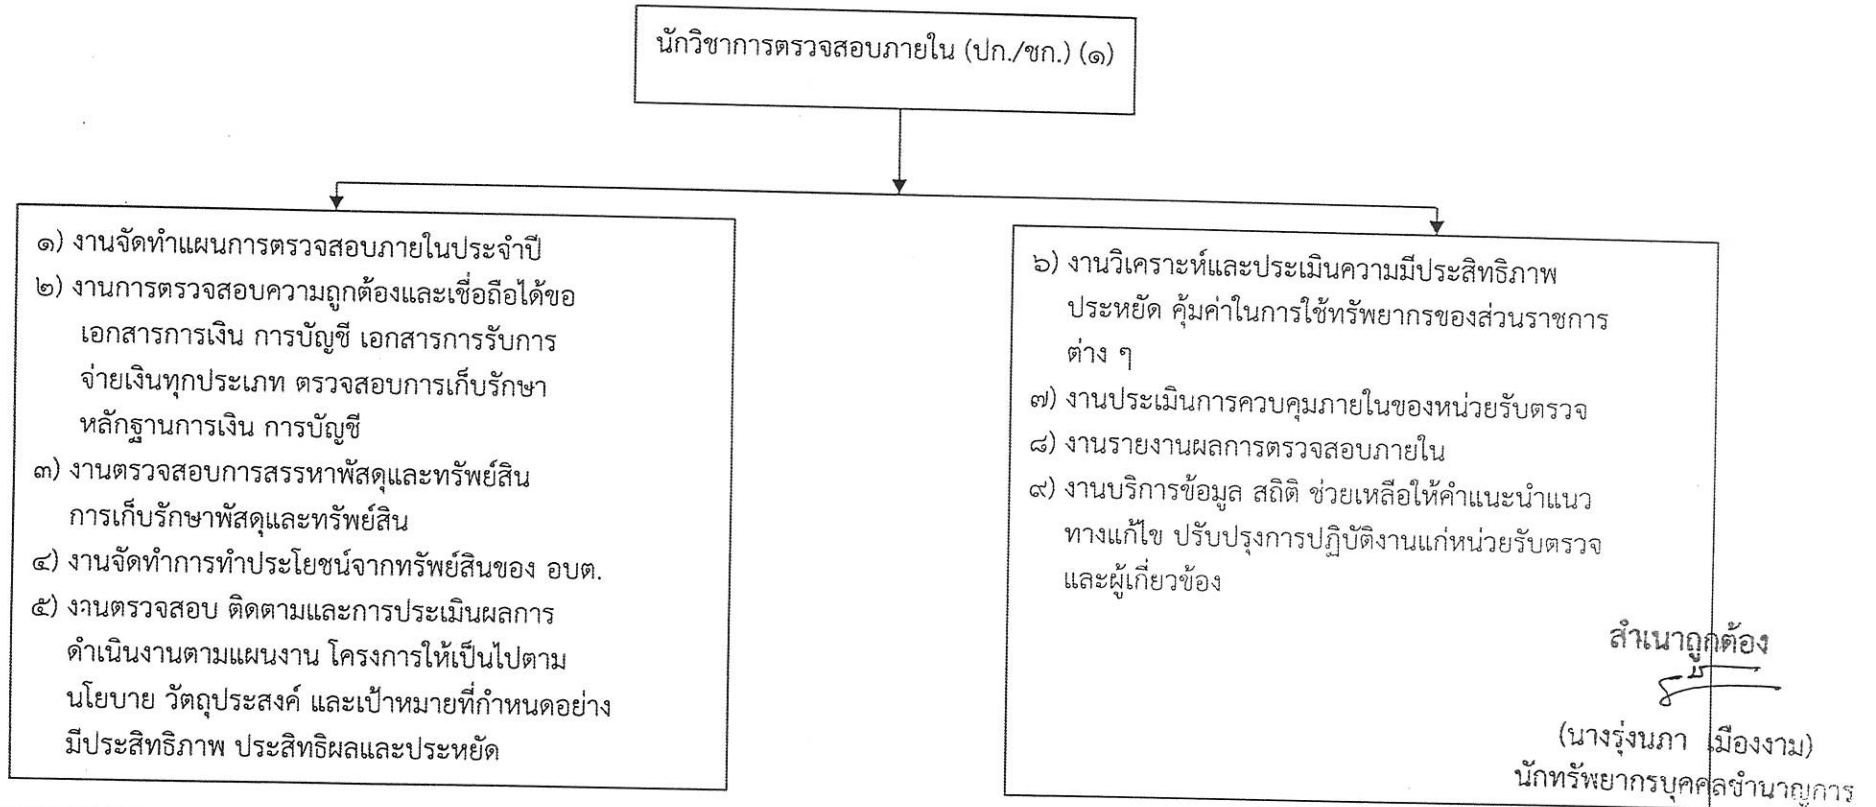 นักวิชาการตรวจสอบภายใน (ปก./ชก.) (๑)
๑) งานจัดทำแผนการตรวจสอบภายในประจำปี
๒) งานการตรวจสอบความถูกต้องและเชื่อถือได้ขอ
เอกสารการเงิน การบัญชี เอกสารการรับการ
จ่ายเงินทุกประเภท ตรวจสอบการเก็บรักษา
หลักฐานการเงิน การบัญชี
๓) งานตรวจสอบการสรรหาพัสดุและทรัพย์สิน
การเก็บรักษาพัสดุและทรัพย์สิน
๔) งานจัดทำการทำประโยชน์จากทรัพย์สินของ อบต.
๕) งานตรวจสอบ ติดตามและการประเมินผลการ
ดำเนินงานตามแผนงาน โครงการให้เป็นไปตาม
นโยบาย วัตถุประสงค์ และเป้าหมายที่กำหนดอย่าง
มีประสิทธิภาพ ประสิทธิผลและประหยัด
๖) งานวิเคราะห์และประเมินความมีประสิทธิภาพ
ประหยัด คุ้มค่าในการใช้ทรัพยากรของส่วนราชการ
ต่าง ๆ
๗) งานประเมินการควบคุมภายในของหน่วยรับตรวจ
๘) งานรายงานผลการตรวจสอบภายใน
๙) งานบริการข้อมูล สถิติ ช่วยเหลือให้คำแนะนำแนว
ทางแก้ไข ปรับปรุงการปฏิบัติงานแก่หน่วยรับตรวจ
และผู้เกี่ยวข้อง
สำเนาถูกต้อง
(นางรุ่งนภา เมืองงาม)
นักทรัพยากรบุคคลชำนาญการ